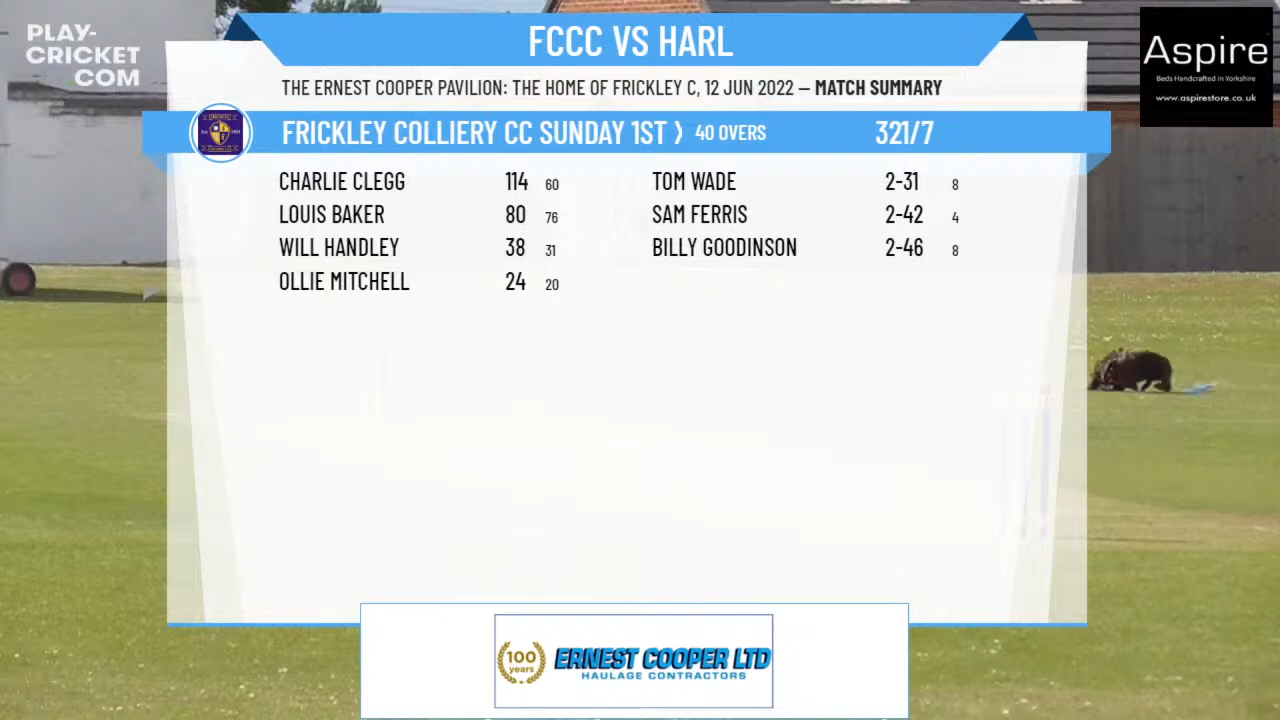 PLAY-
CRICKET
COM
FCCC VS HARL
Aspire
Beds Handcrafted in Yorkshire
www.aspirestore.co.uk
THE ERNEST COOPER PAVILION: THE HOME OF FRICKLEY C, 12 JUN 2022 – MATCH SUMMARY
FRICKLEY COLLIERY CC SUNDAY 1ST ❭ 40 OVERS 321/7
CHARLIE CLEGG 114 60 TOM WADE 2-31 8
LOUIS BAKER 80 76 SAM FERRIS 2-42 4
WILL HANDLEY 38 31 BILLY GOODINSON 2-46 8
OLLIE MITCHELL 24 20
100 years
ERNEST COOPER LTD
HAULAGE CONTRACTORS